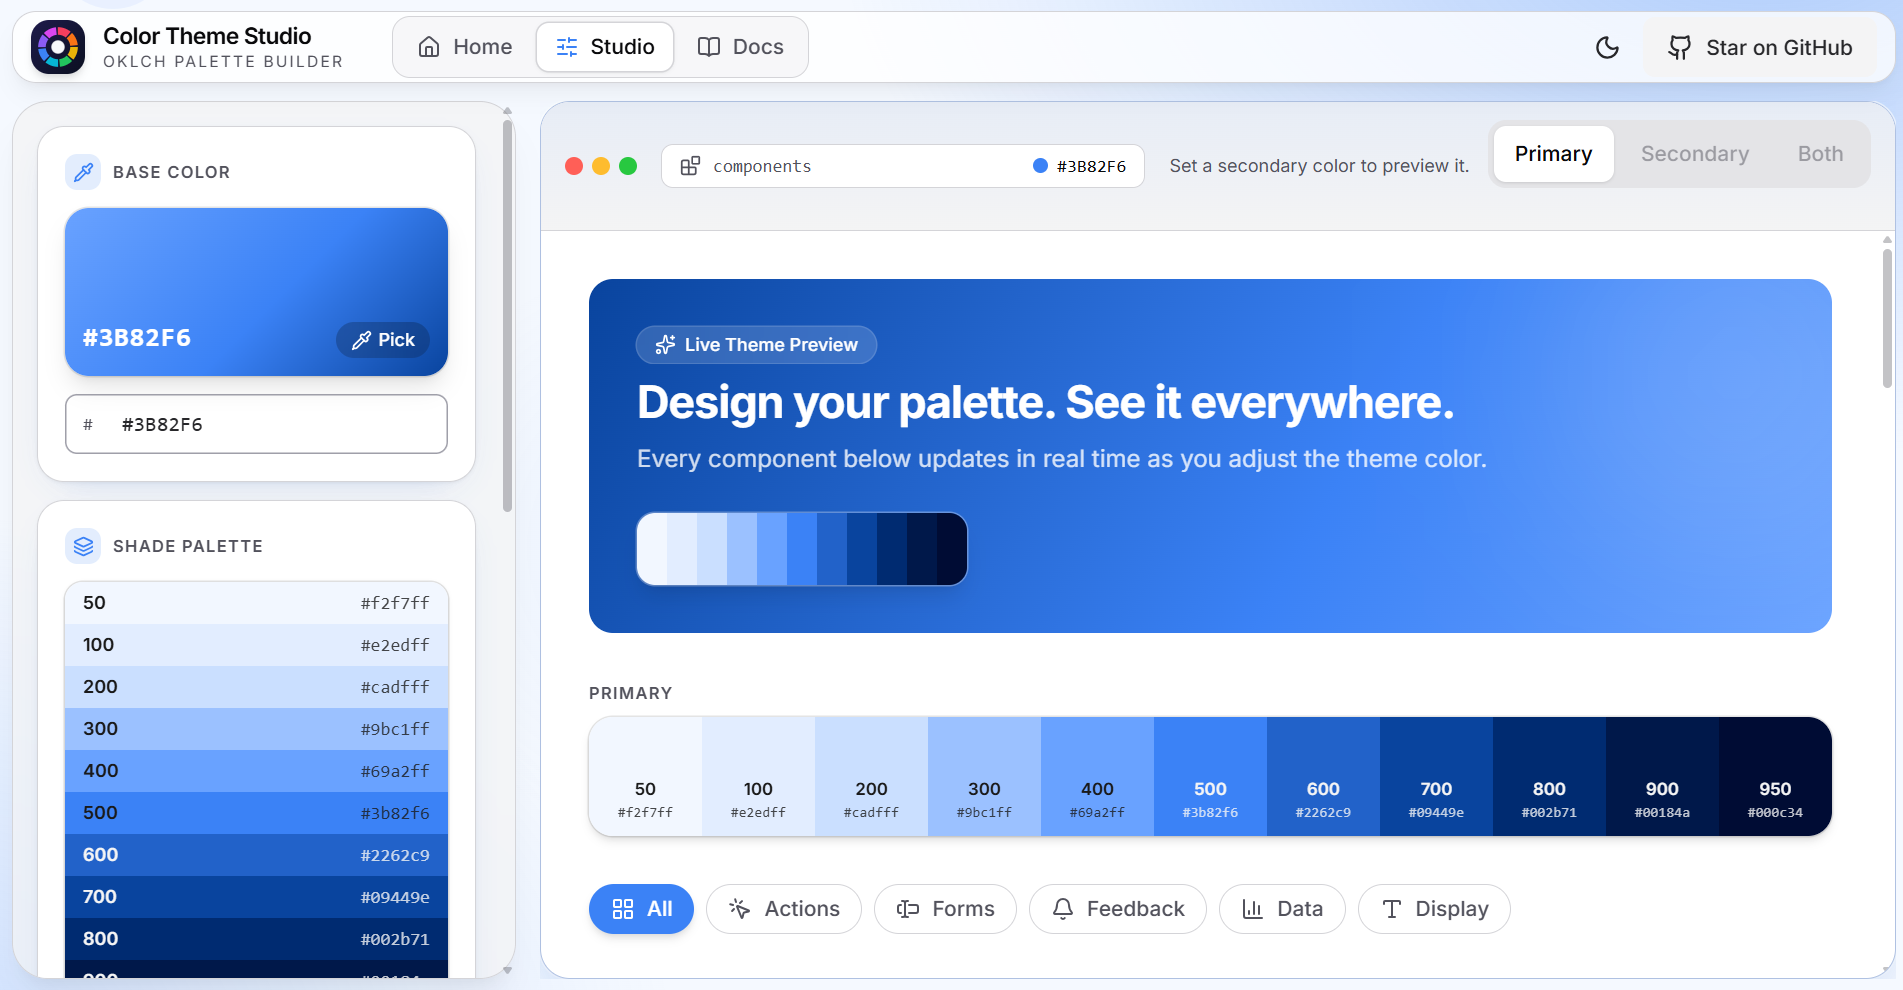 Color Theme Studio
OKLCH PALETTE BUILDER
Home
Studio
Docs
Star on GitHub
BASE COLOR
#3B82F6
Pick
# #3B82F6
SHADE PALETTE
50 #f2f7ff
100 #e2edff
200 #cadfff
300 #9bc1ff
400 #69a2ff
500 #3b82f6
600 #2262c9
700 #09449e
800 #002b71
components
#3B82F6
Set a secondary color to preview it.
Primary
Secondary
Both
Live Theme Preview
Design your palette. See it everywhere.
Every component below updates in real time as you adjust the theme color.
PRIMARY
50 100 200 300 400 500 600 700 800 900 950
#f2f7ff #e2edff #cadfff #9bc1ff #69a2ff #3b82f6 #2262c9 #09449e #002b71 #00184a #000c34
All
Actions
Forms
Feedback
Data
Display